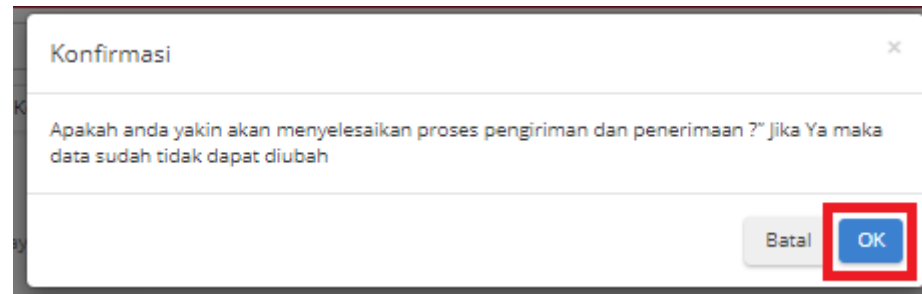 Konfirmasi
×
Apakah anda yakin akan menyelesaikan proses pengiriman dan penerimaan ?" Jika Ya maka
data sudah tidak dapat diubah
Batal OK